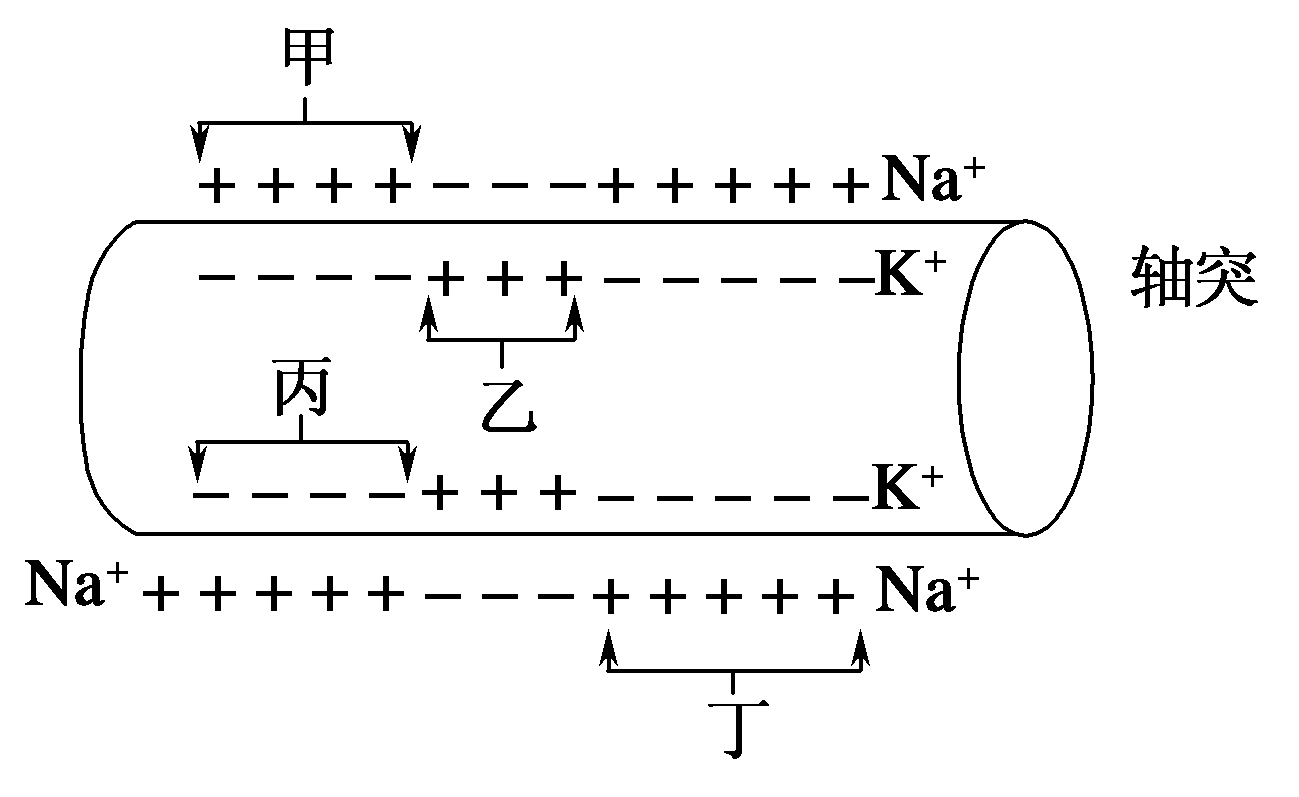 甲
+ + + + − − − + + + + + Na⁺
− − − − + + + − − − − − K⁺
轴突
乙
丙
− − − − + + + − − − − − K⁺
Na⁺ + + + + + − − − + + + + + Na⁺
丁